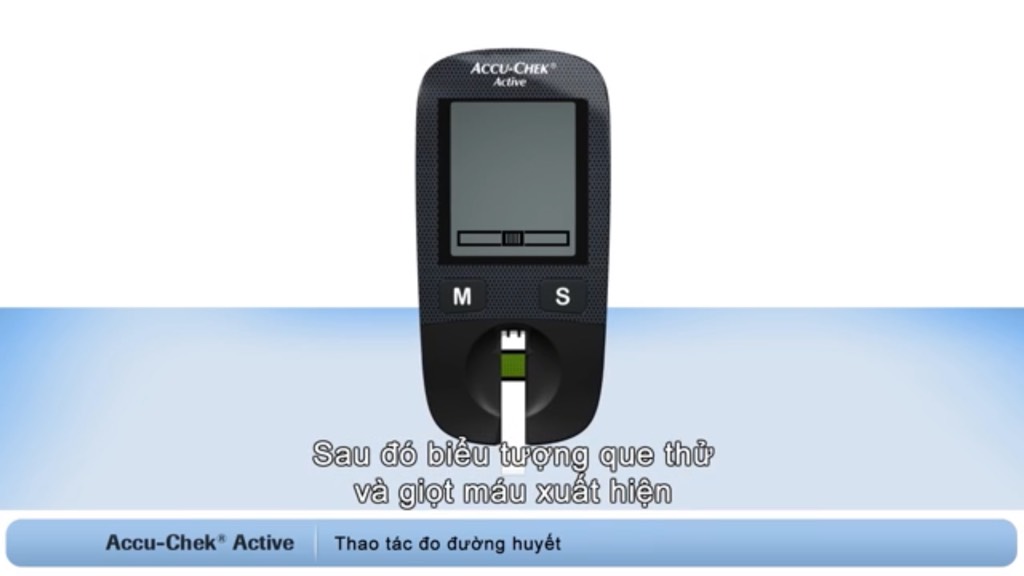 ACCU-CHEK®
Active
M
S
Sau đó biểu tượng que thử
và giọt máu xuất hiện
Accu-Chek® Active
Thao tác đo đường huyết